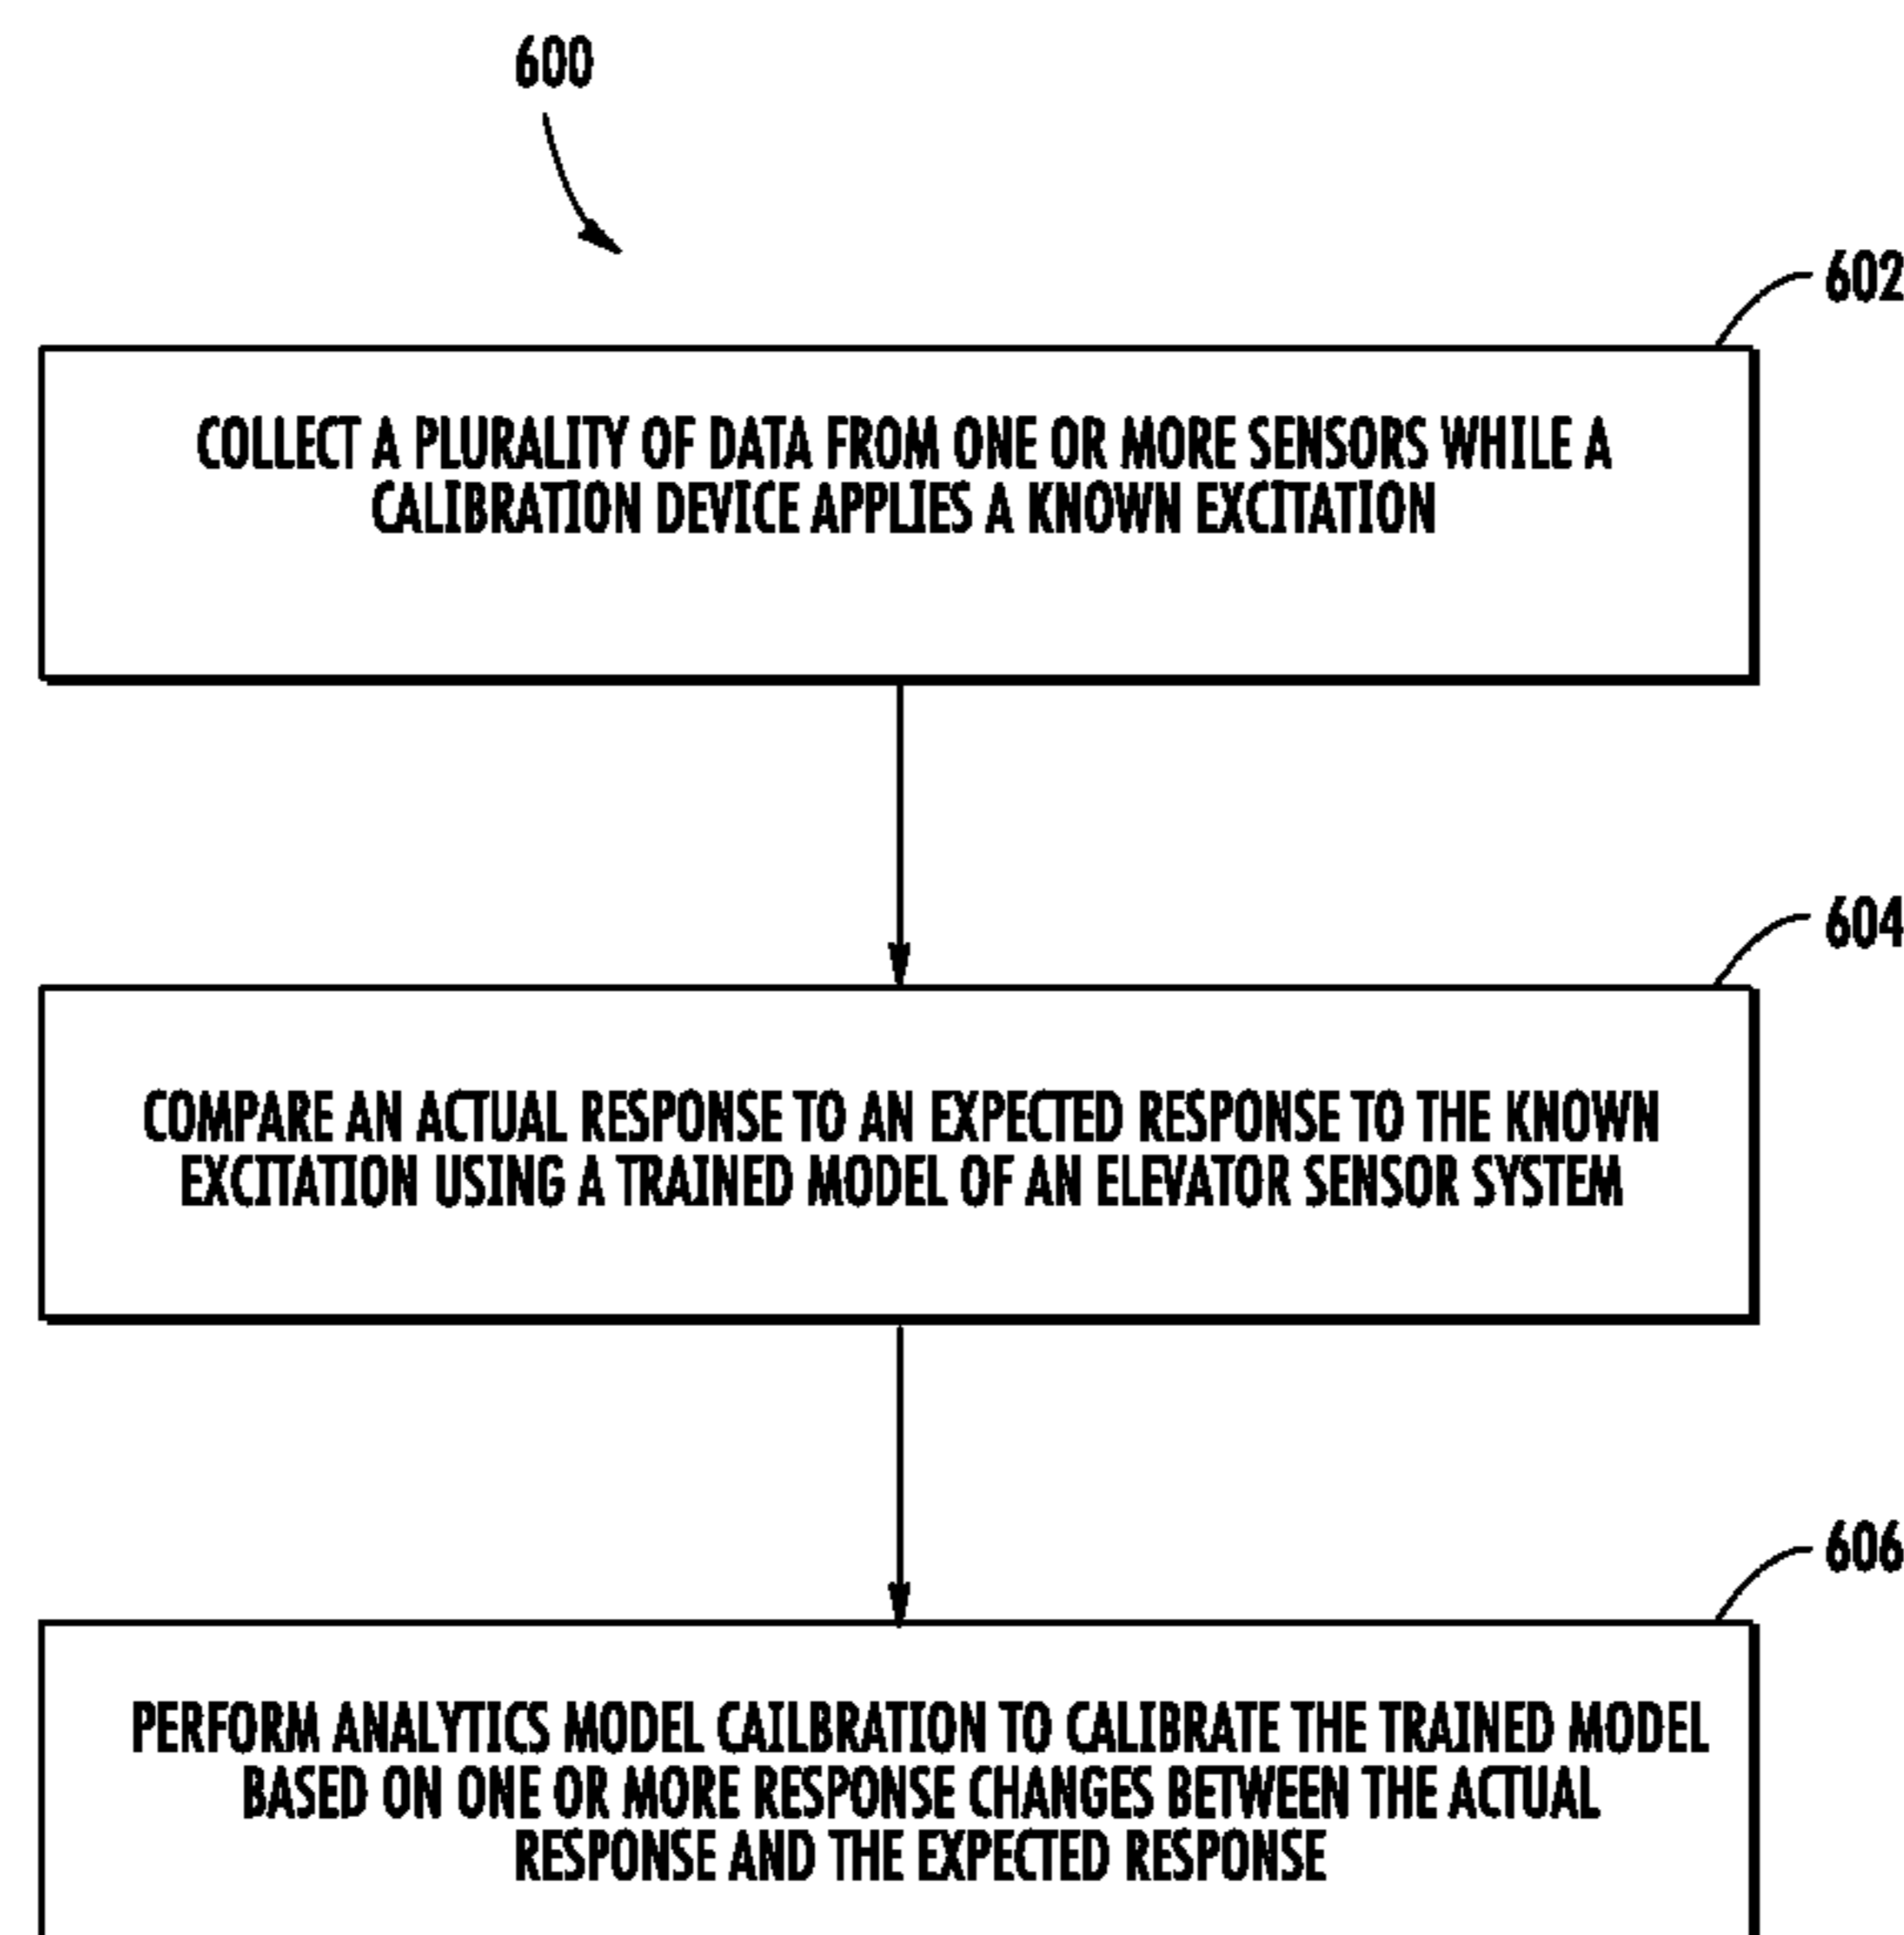 600
602
COLLECT A PLURALITY OF DATA FROM ONE OR MORE SENSORS WHILE A
CALIBRATION DEVICE APPLIES A KNOWN EXCITATION
604
COMPARE AN ACTUAL RESPONSE TO AN EXPECTED RESPONSE TO THE KNOWN
EXCITATION USING A TRAINED MODEL OF AN ELEVATOR SENSOR SYSTEM
606
PERFORM ANALYTICS MODEL CAILBRATION TO CALIBRATE THE TRAINED MODEL
BASED ON ONE OR MORE RESPONSE CHANGES BETWEEN THE ACTUAL
RESPONSE AND THE EXPECTED RESPONSE